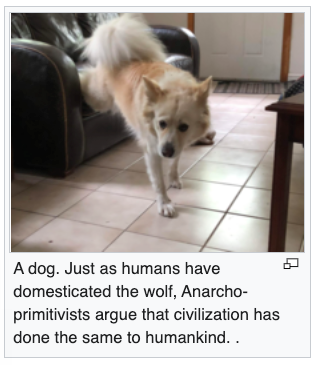 A dog. Just as humans have
domesticated the wolf, Anarcho-
primitivists argue that civilization has
done the same to humankind. .